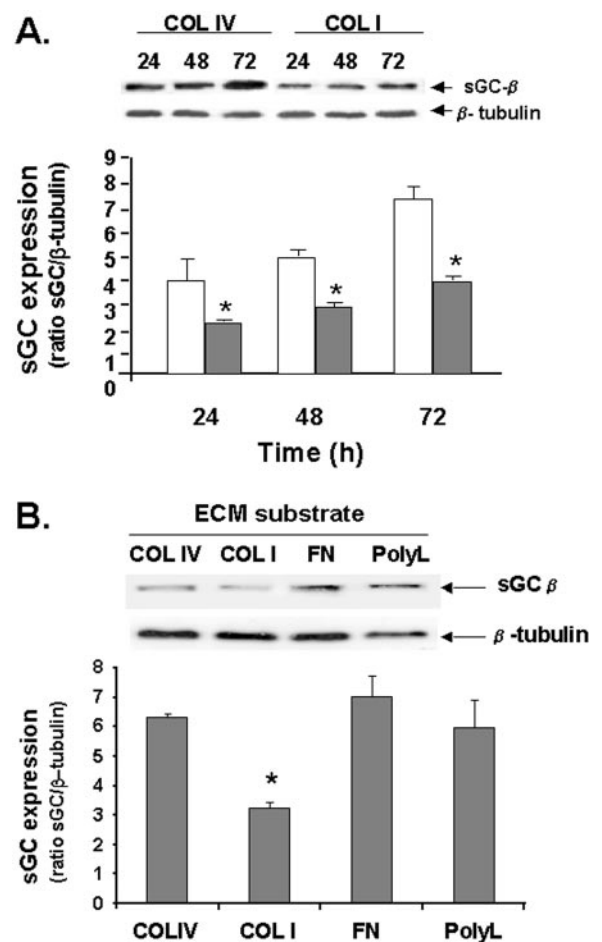 A.
COL IV COL I
24 48 72 24 48 72
sGC-β
β- tubulin
sGC expression
(ratio sGC/β-tubulin)
9
8
7
6
5
4
3
2
1
0
* * *
24 48 72
Time (h)
B.
ECM substrate
COL IV COL I FN PolyL
sGC β
β -tubulin
sGC expression
(ratio sGC/β-tubulin)
8
7
6
5
4
3
2
1
0
*
COLIV COL I FN PolyL